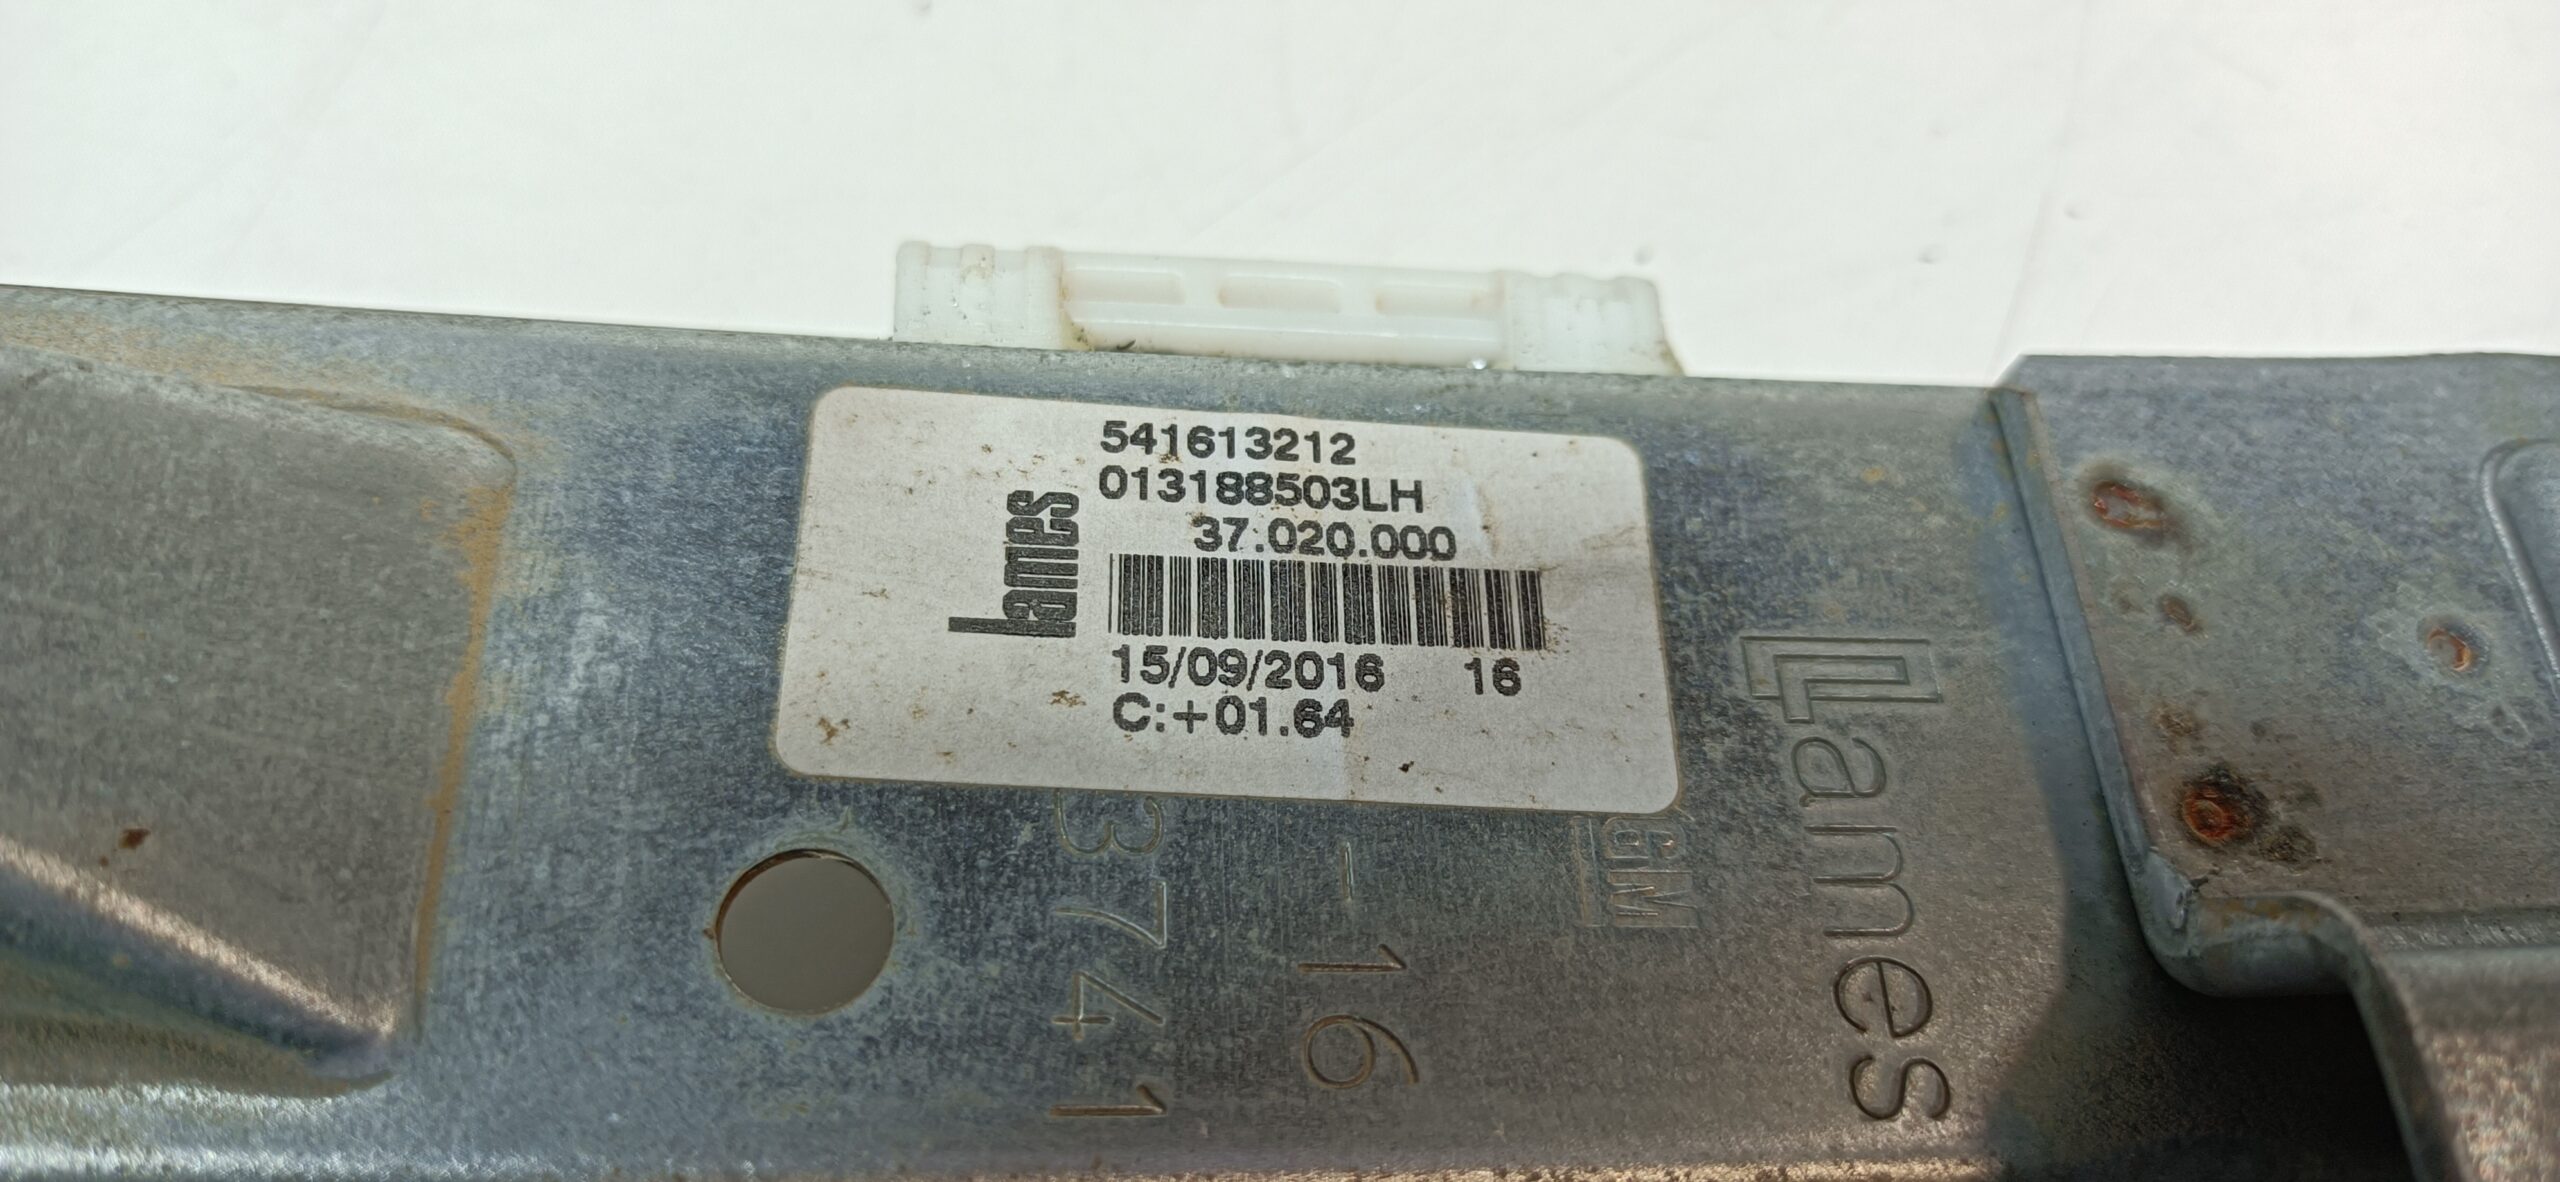 541613212
013188503LH
37.020.000
Lames
15/09/2016 16
C:+01.64
Lames
GM
-16
3741